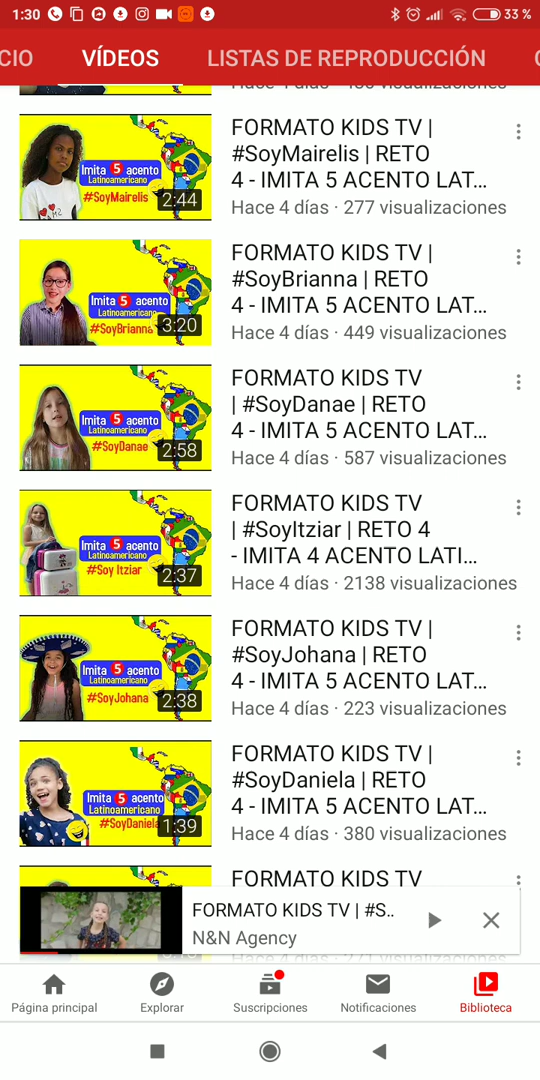 1:30
33 %
CIO VÍDEOS LISTAS DE REPRODUCCIÓN
FORMATO KIDS TV |
#SoyMairelis | RETO
4 - IMITA 5 ACENTO LAT...
Hace 4 días · 277 visualizaciones
Imita 5 acento
Latinoamericano
#SoyMairelis
2:44
FORMATO KIDS TV |
#SoyBrianna | RETO
4 - IMITA 5 ACENTO LAT...
Hace 4 días · 449 visualizaciones
Imita 5 acento
Latinoamericano
#SoyBrianna
3:20
FORMATO KIDS TV
| #SoyDanae | RETO
4 - IMITA 5 ACENTO LAT...
Hace 4 días · 587 visualizaciones
Imita 5 acento
Latinoamericano
#SoyDanae
2:58
FORMATO KIDS TV
| #SoyItziar | RETO 4
- IMITA 4 ACENTO LATI...
Hace 4 días · 2138 visualizaciones
Imita 5 acento
Latinoamericano
#Soy Itziar
2:37
FORMATO KIDS TV |
#SoyJohana | RETO
4 - IMITA 5 ACENTO LAT...
Hace 4 días · 223 visualizaciones
Imita 5 acento
Latinoamericano
#SoyJohana
2:38
FORMATO KIDS TV |
#SoyDaniela | RETO
4 - IMITA 5 ACENTO LAT...
Hace 4 días · 380 visualizaciones
Imita 5 acento
Latinoamericano
#SoyDaniela
1:39
FORMATO KIDS TV
FORMATO KIDS TV | #S..
N&N Agency
Página principal
Explorar
Suscripciones
Notificaciones
Biblioteca